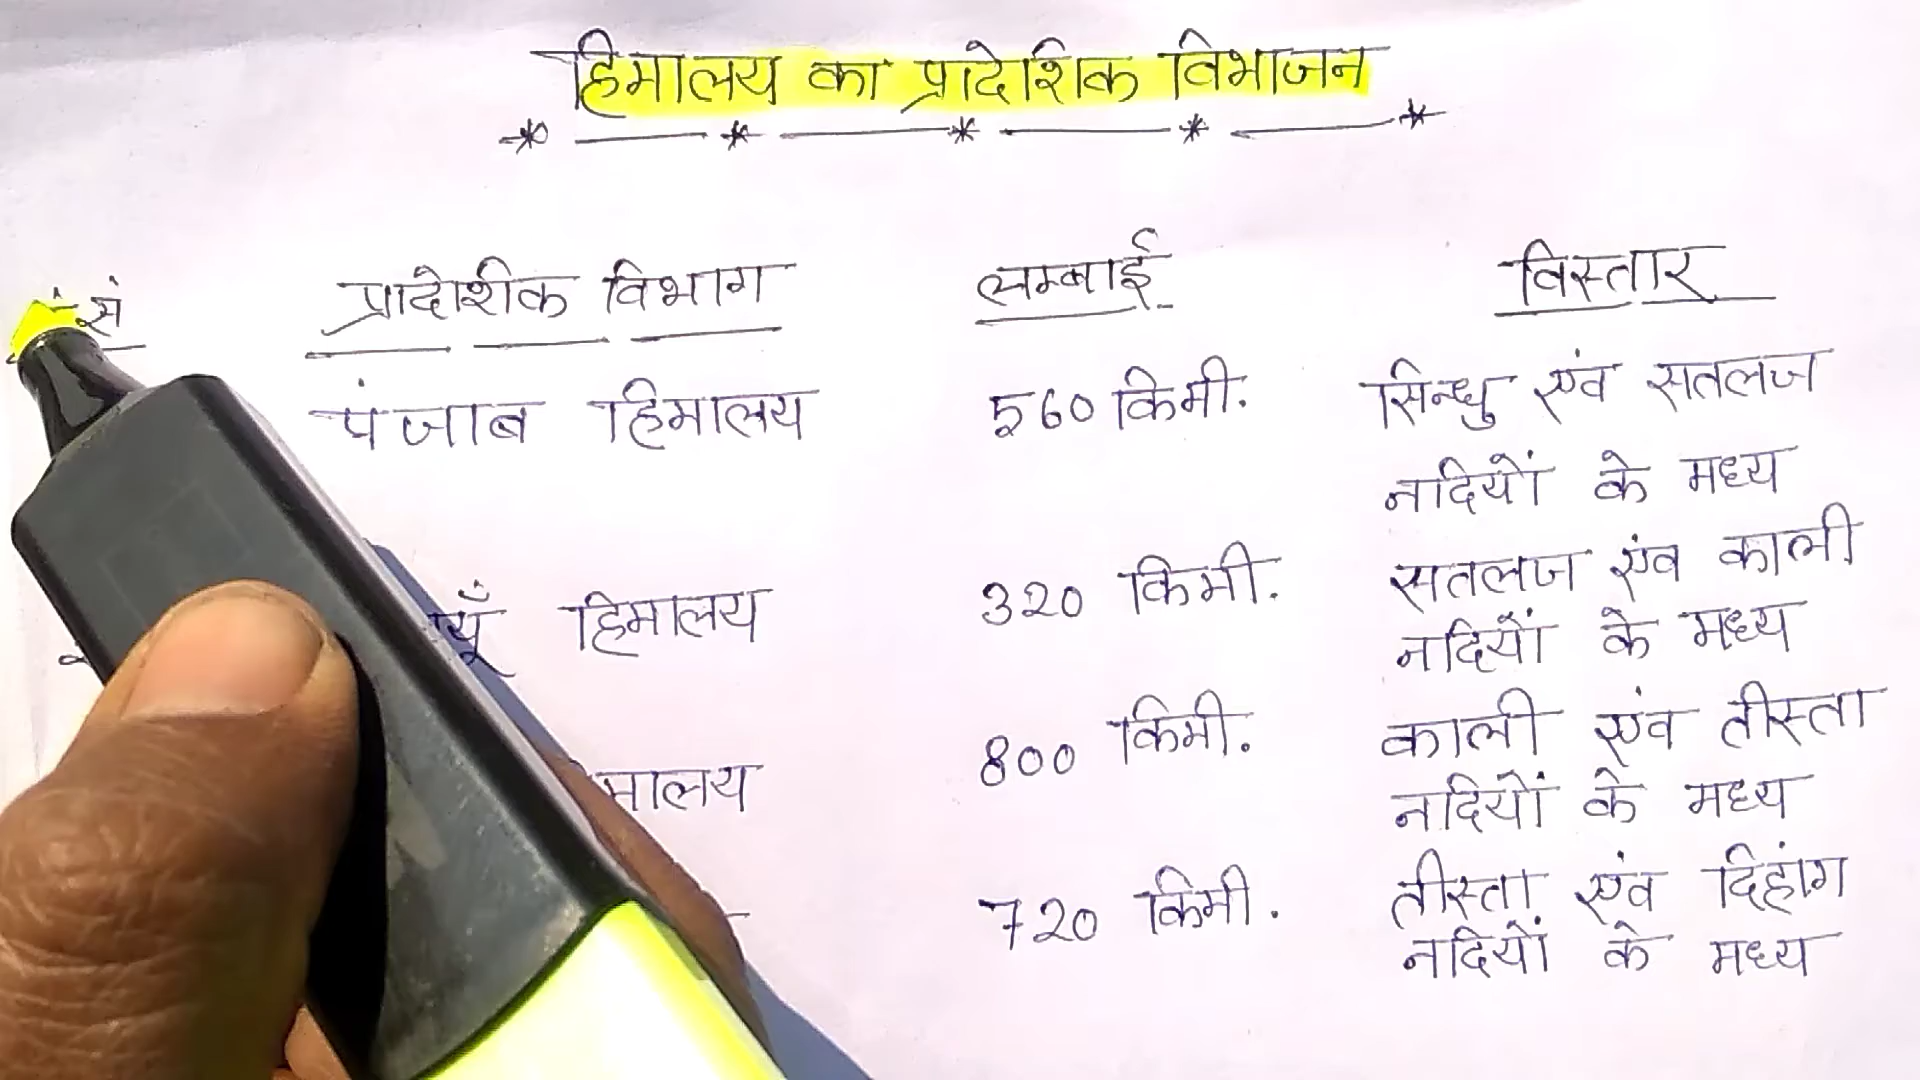 हिमालय का प्रादेशिक विभाजन
सं प्रादेशिक विभाग लम्बाई विस्तार
पंजाब हिमालय 560 किमी. सिन्धु एंव सतलज
नदियों के मध्य
हिमालय 320 किमी. सतलज एंव काली
नदियों के मध्य
800 किमी. काली एंव तीस्ता
नदियों के मध्य
720 किमी. तीस्ता एंव दिहांग
नदियों के मध्य